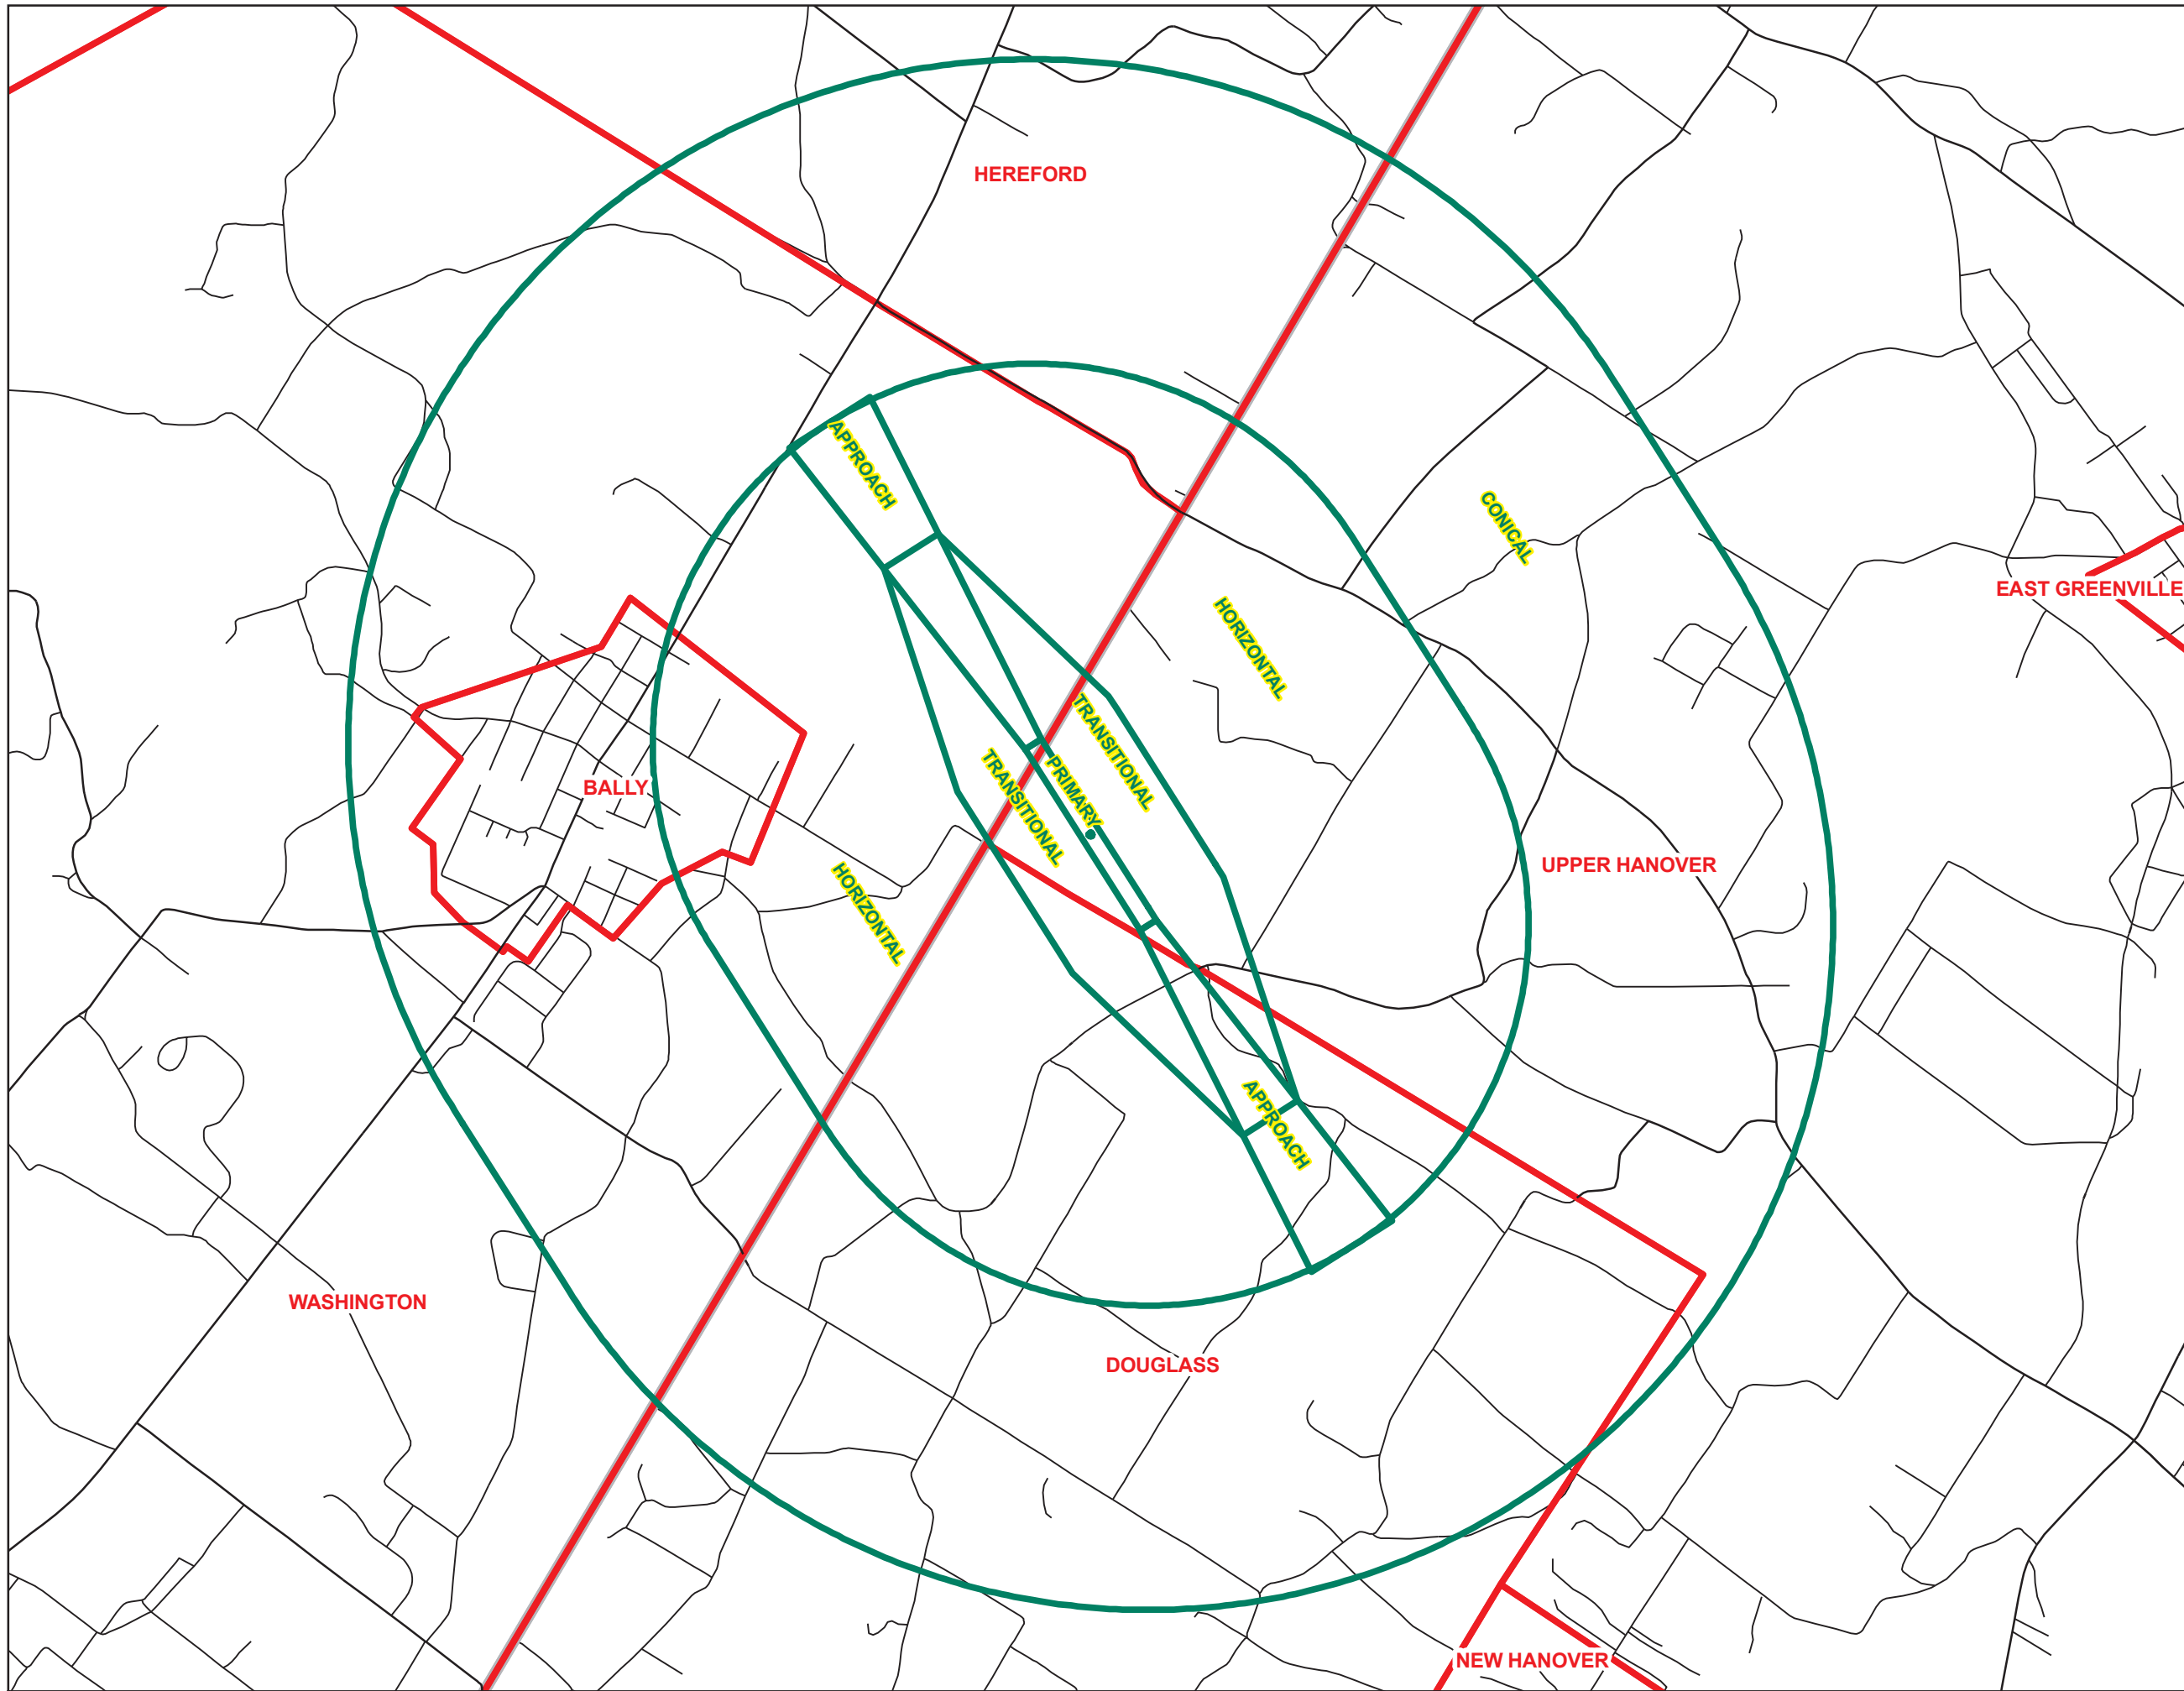 HEREFORD
APPROACH
CONICAL
EAST GREENVILLE
HORIZONTAL
TRANSITIONAL
PRIMARY
TRANSITIONAL
BALLY
UPPER HANOVER
HORIZONTAL
APPROACH
WASHINGTON
DOUGLASS
NEW HANOVER